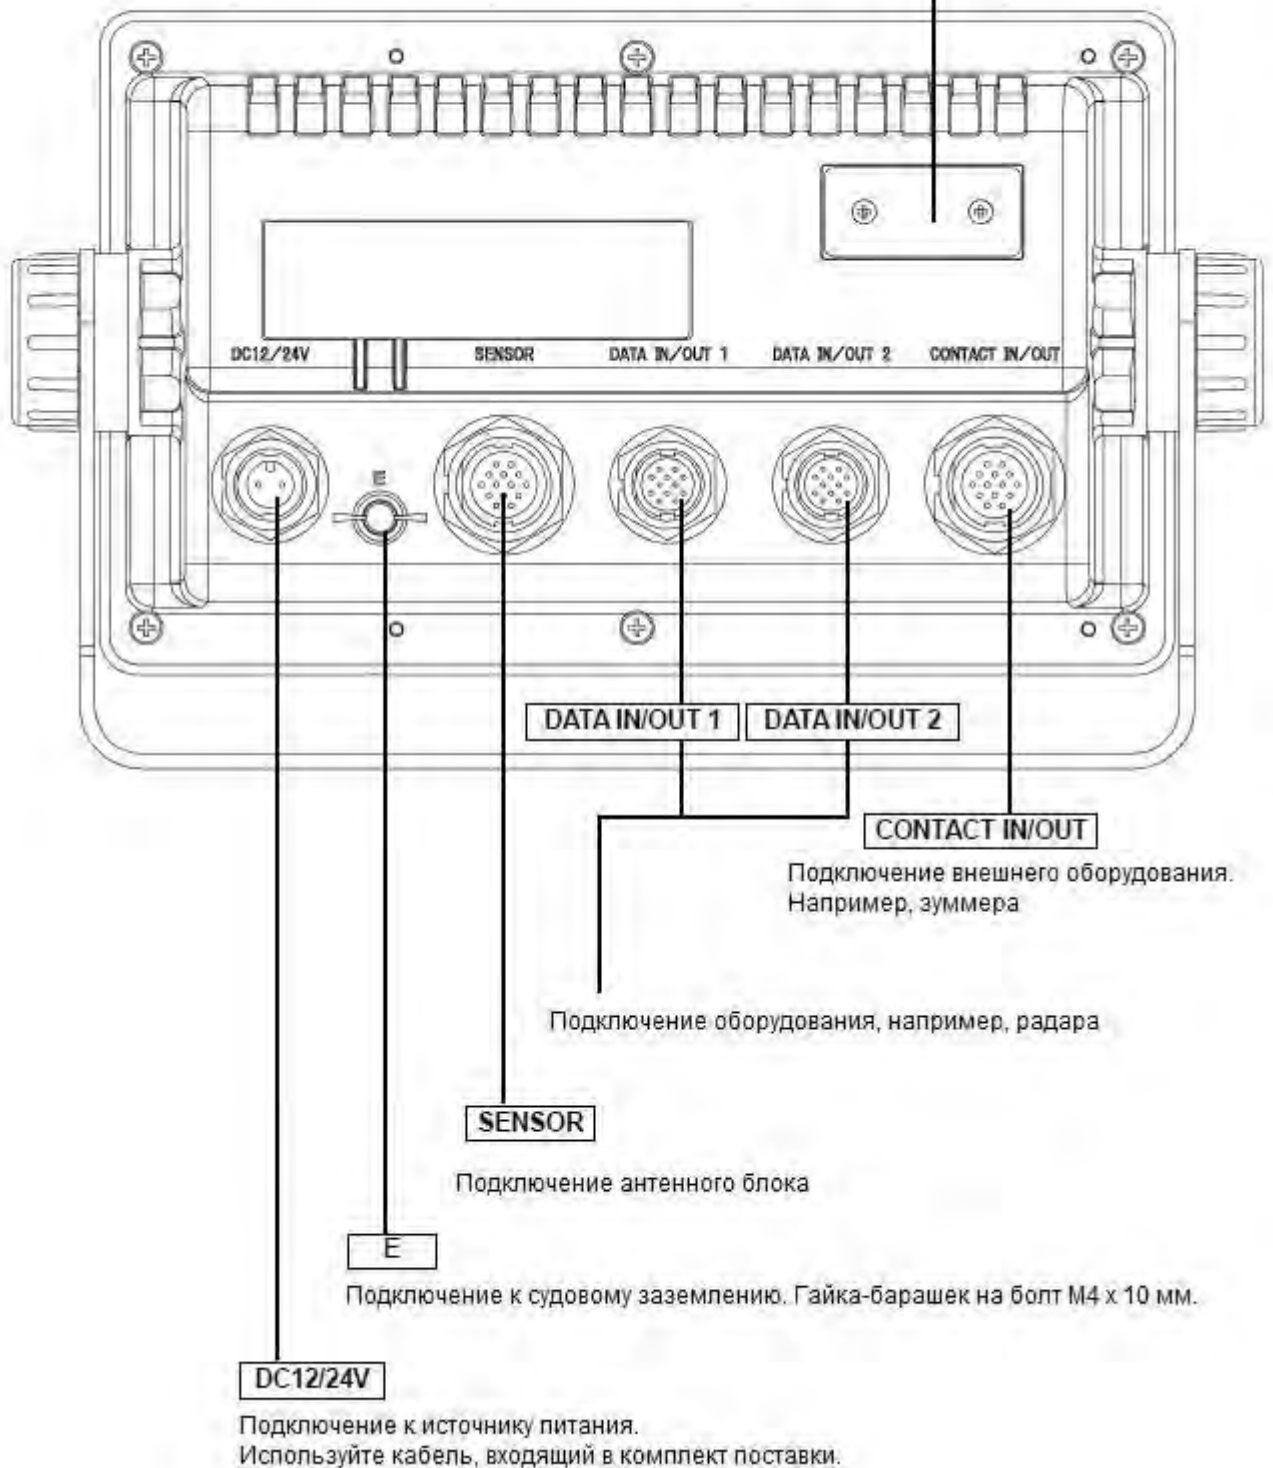 DC12/24V
SENSOR
DATA IN/OUT 1
DATA IN/OUT 2
CONTACT IN/OUT
E
DATA IN/OUT 1
DATA IN/OUT 2
CONTACT IN/OUT
Подключение внешнего оборудования.
Например, зуммера
Подключение оборудования, например, радара
SENSOR
Подключение антенного блока
E
Подключение к судовому заземлению. Гайка-барашек на болт М4 х 10 мм.
DC12/24V
Подключение к источнику питания.
Используйте кабель, входящий в комплект поставки.